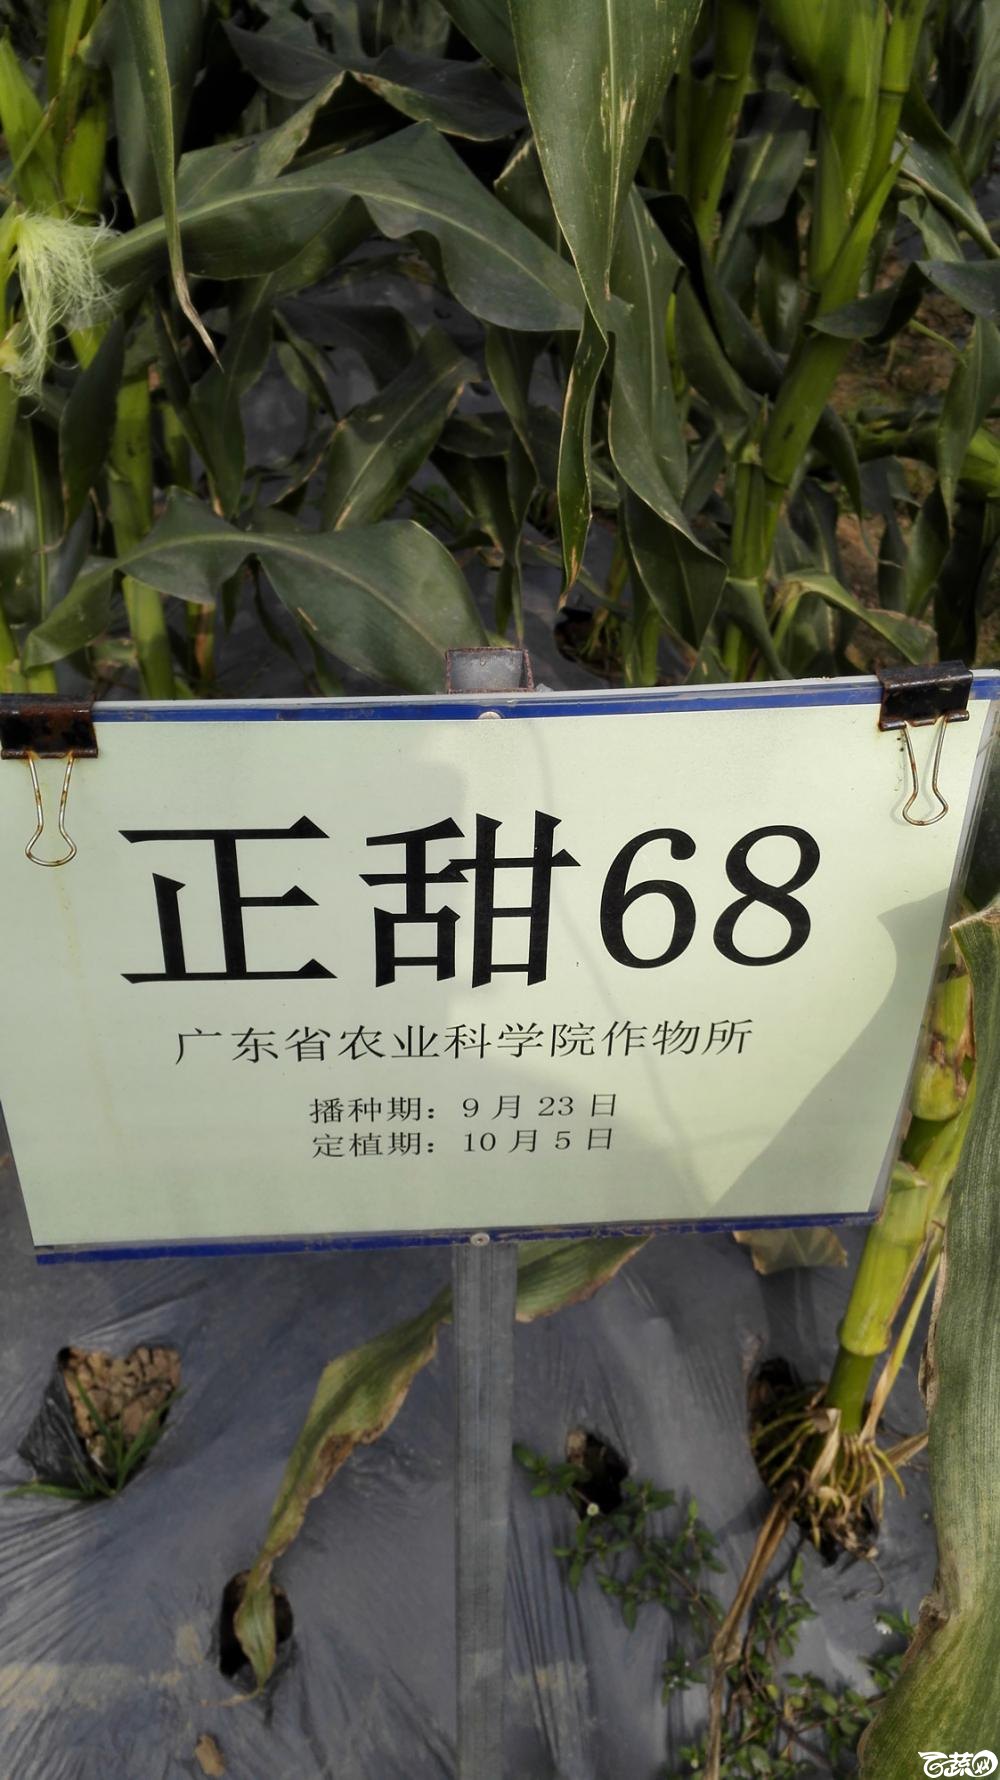 正甜68
广东省农业科学院作物所
播种期：9月23日
定植期：10月5日
百蔬网